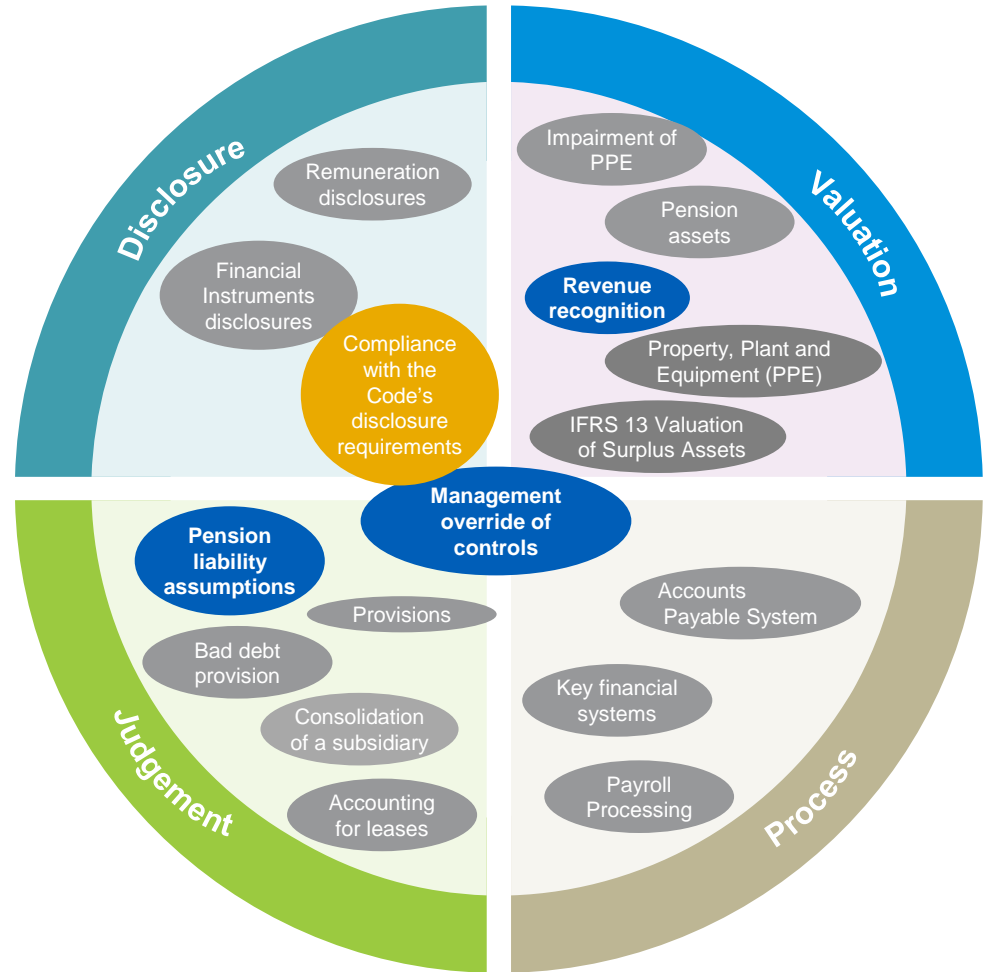 Disclosure
Remuneration
disclosures
Financial
Instruments
disclosures
Compliance
with the
Code's
disclosure
requirements
Valuation
Impairment of
PPE
Pension
assets
Revenue
recognition
Property, Plant and
Equipment (PPE)
IFRS 13 Valuation
of Surplus Assets
Management
override of
controls
Judgement
Pension
liability
assumptions
Provisions
Bad debt
provision
Consolidation
of a subsidiary
Accounting
for leases
Process
Accounts
Payable System
Key financial
systems
Payroll
Processing